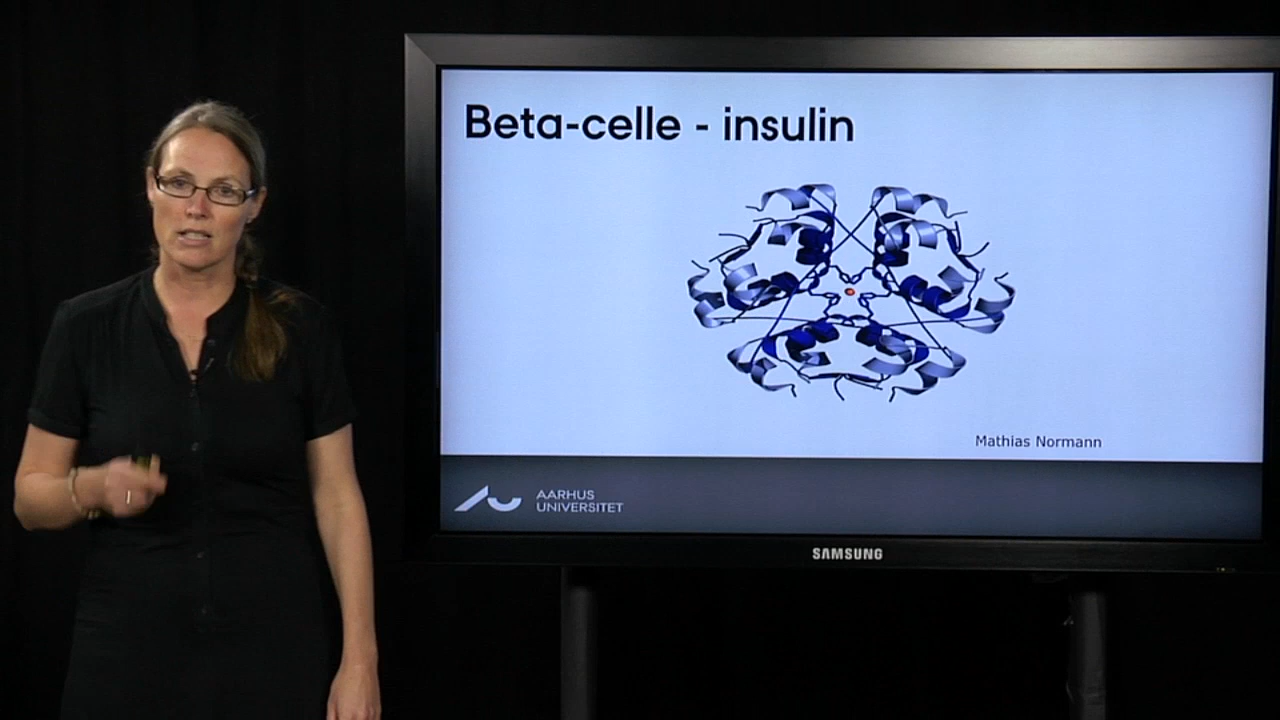 Beta-celle - insulin
Mathias Normann
AARHUS
UNIVERSITET
SAMSUNG